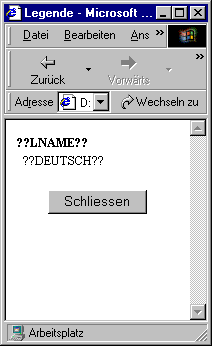 Legende - Microsoft ...
Datei Bearbeiten Ans »
Zurück Vorwärts »
Adresse D: Wechseln zu
??LNAME??
??DEUTSCH??
Schliessen
Arbeitsplatz